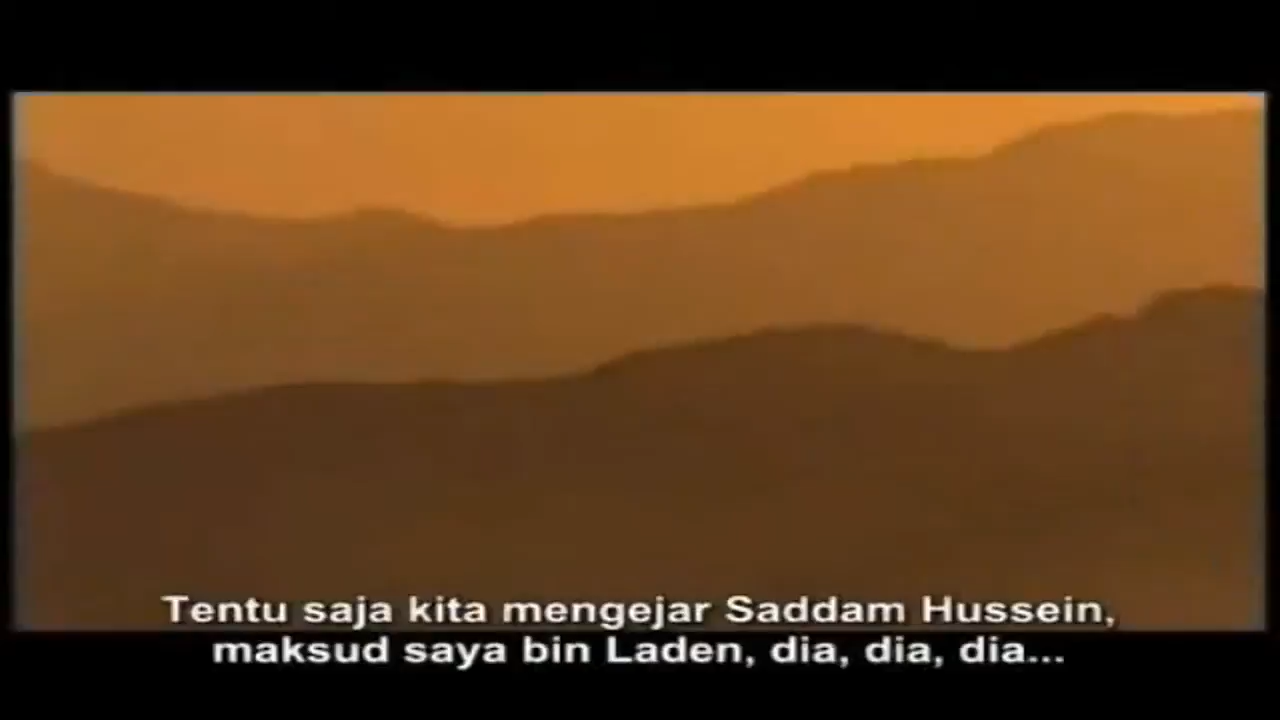 Tentu saja kita mengejar Saddam Hussein,
maksud saya bin Laden, dia, dia, dia...